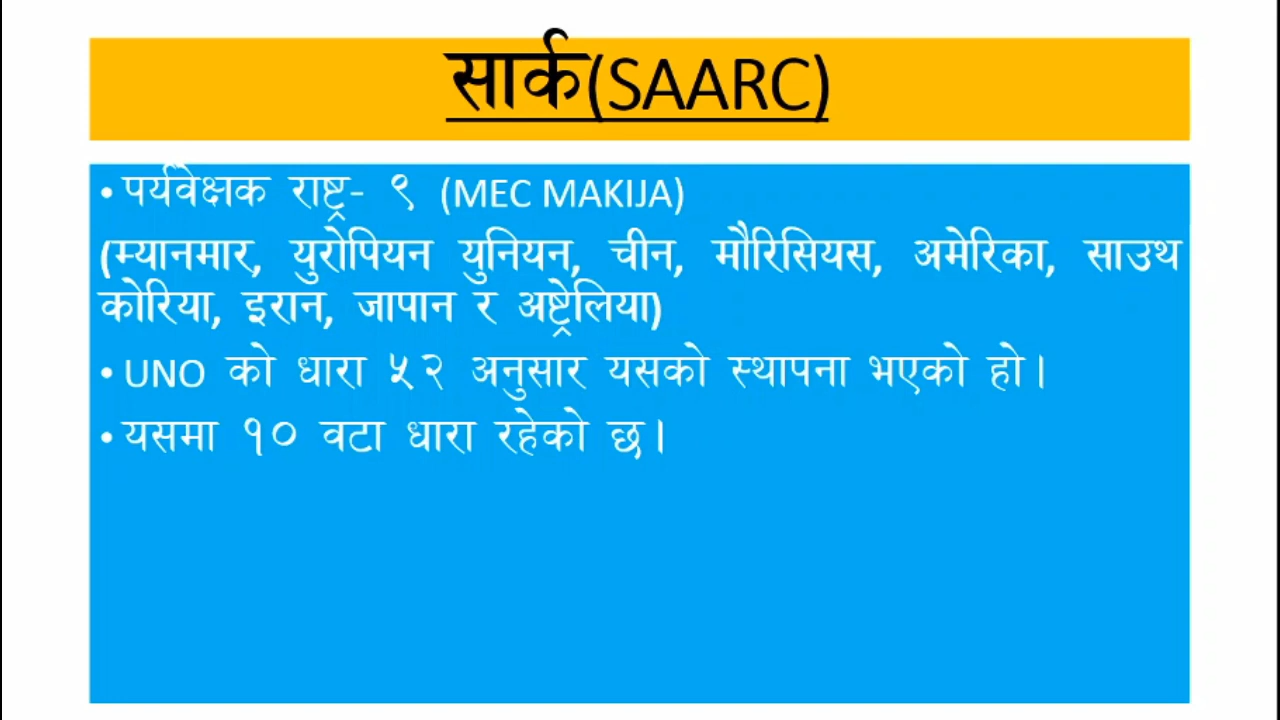 सार्क(SAARC)
• पर्यवेक्षक राष्ट्र- ९ (MEC MAKIJA)
(म्यानमार, युरोपियन युनियन, चीन, मौरिसियस, अमेरिका, साउथ
कोरिया, इरान, जापान र अष्ट्रेलिया)
• UNO को धारा ५२ अनुसार यसको स्थापना भएको हो।
• यसमा १० वटा धारा रहेको छ।